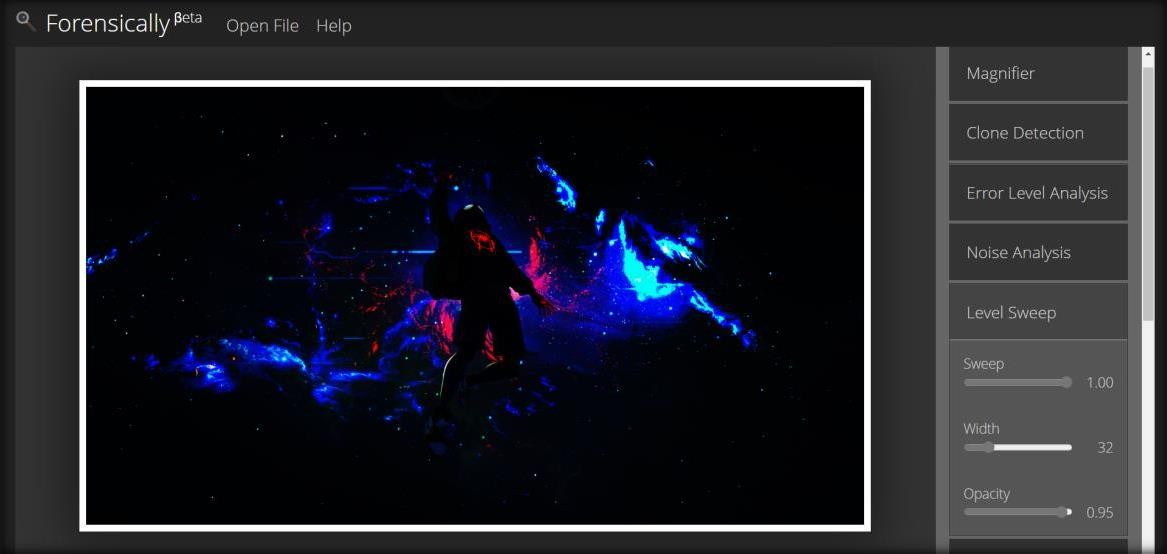 Forensically βeta Open File Help
Magnifier
Clone Detection
Error Level Analysis
Noise Analysis
Level Sweep
Sweep
1.00
Width
32
Opacity
0.95